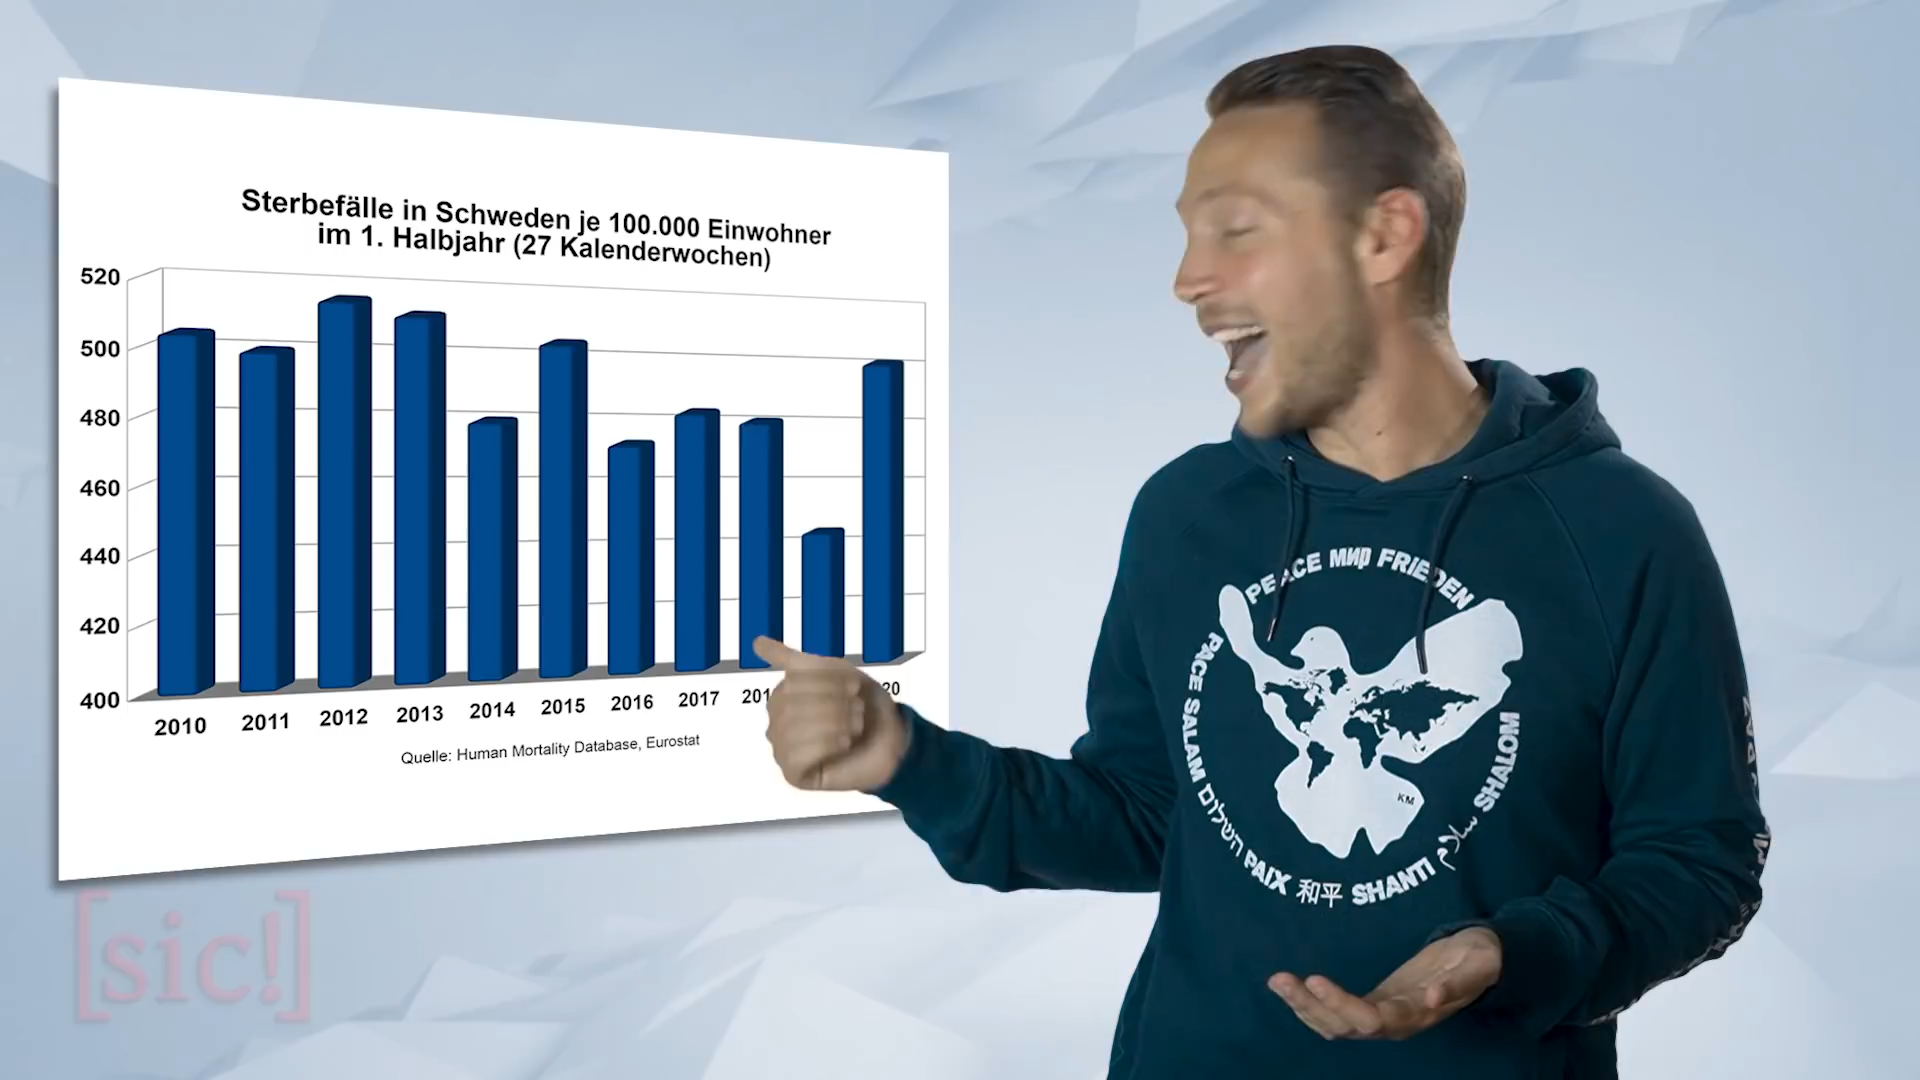 Sterbefälle in Schweden je 100.000 Einwohner
im 1. Halbjahr (27 Kalenderwochen)
520
500
480
460
440
420
400
2010 2011 2012 2013 2014 2015 2016 2017
Quelle: Human Mortality Database, Eurostat
[sic!]
PEACE МИР FRIEDEN
PACE SALAM השלום PAIX 和平 SHANTI سلام SHALOM
KM